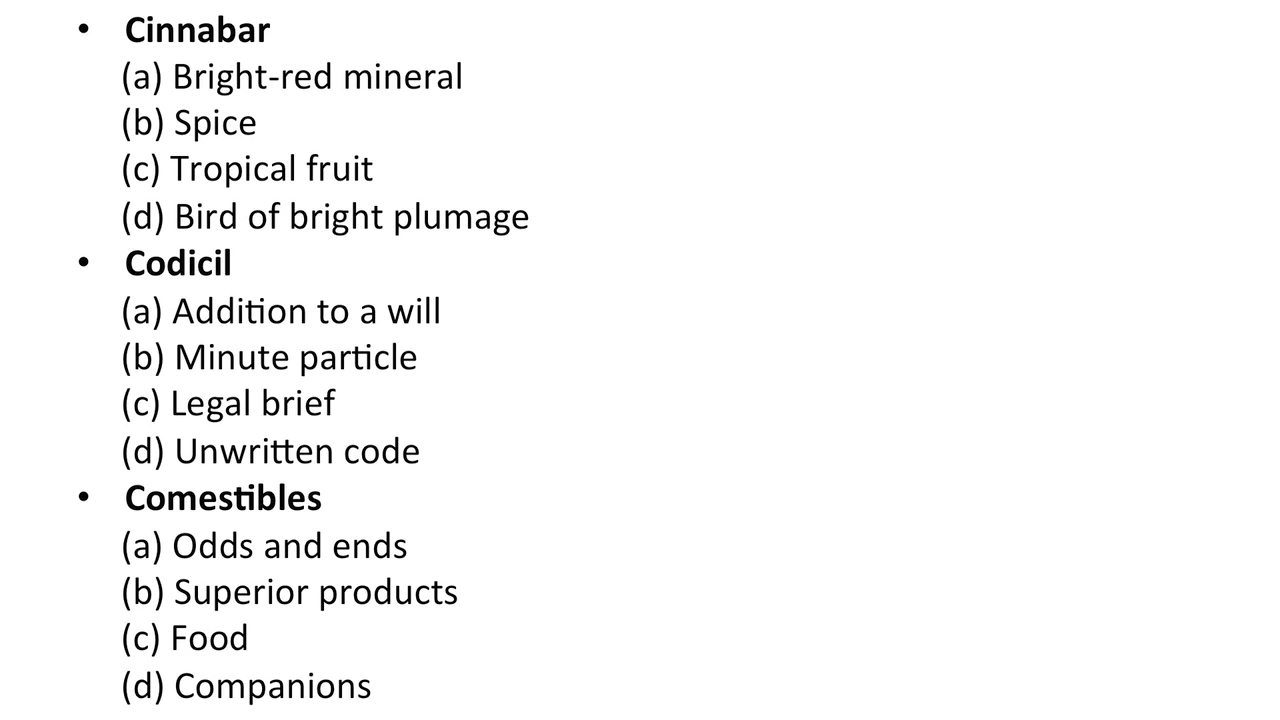 • Cinnabar
(a) Bright-red mineral
(b) Spice
(c) Tropical fruit
(d) Bird of bright plumage
• Codicil
(a) Addition to a will
(b) Minute particle
(c) Legal brief
(d) Unwritten code
• Comestibles
(a) Odds and ends
(b) Superior products
(c) Food
(d) Companions